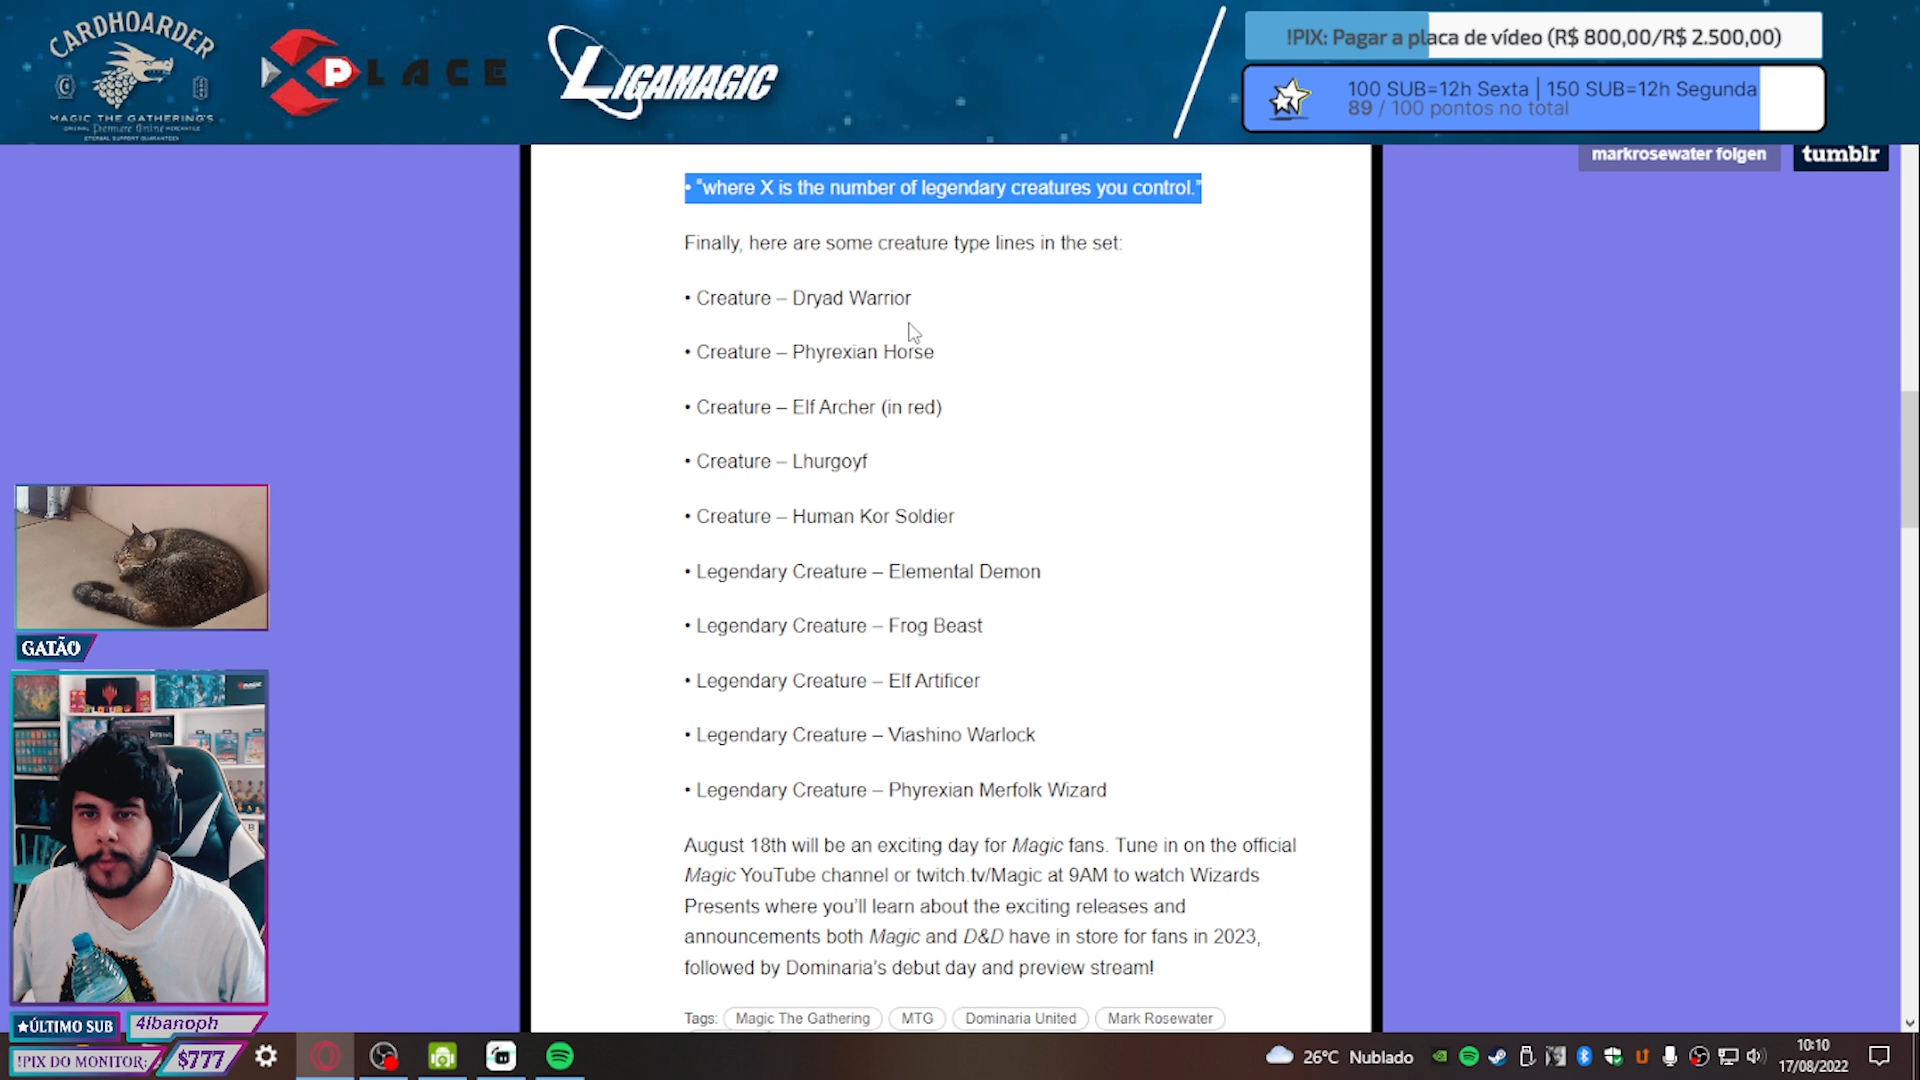 CARDHOARDER
MAGIC THE GATHERING'S
ORIGINAL Premiere Online MERCANTILE
ETERNAL SUPPORT GUARANTEED
XPLACE
LIGAMAGIC
!PIX: Pagar a placa de vídeo (R$ 800,00/R$ 2.500,00)
100 SUB=12h Sexta | 150 SUB=12h Segunda
89 / 100 pontos no total
markrosewater folgen
tumblr
• “where X is the number of legendary creatures you control.”
Finally, here are some creature type lines in the set:
• Creature – Dryad Warrior
• Creature – Phyrexian Horse
• Creature – Elf Archer (in red)
• Creature – Lhurgoyf
• Creature – Human Kor Soldier
• Legendary Creature – Elemental Demon
• Legendary Creature – Frog Beast
• Legendary Creature – Elf Artificer
• Legendary Creature – Viashino Warlock
• Legendary Creature – Phyrexian Merfolk Wizard
August 18th will be an exciting day for Magic fans. Tune in on the official
Magic YouTube channel or twitch.tv/Magic at 9AM to watch Wizards
Presents where you’ll learn about the exciting releases and
announcements both Magic and D&D have in store for fans in 2023,
followed by Dominaria’s debut day and preview stream!
Tags: Magic The Gathering MTG Dominaria United Mark Rosewater
GATÃO
★ÚLTIMO SUB 4lbanoph
!PIX DO MONITOR: $777
26°C Nublado
10:10
17/08/2022